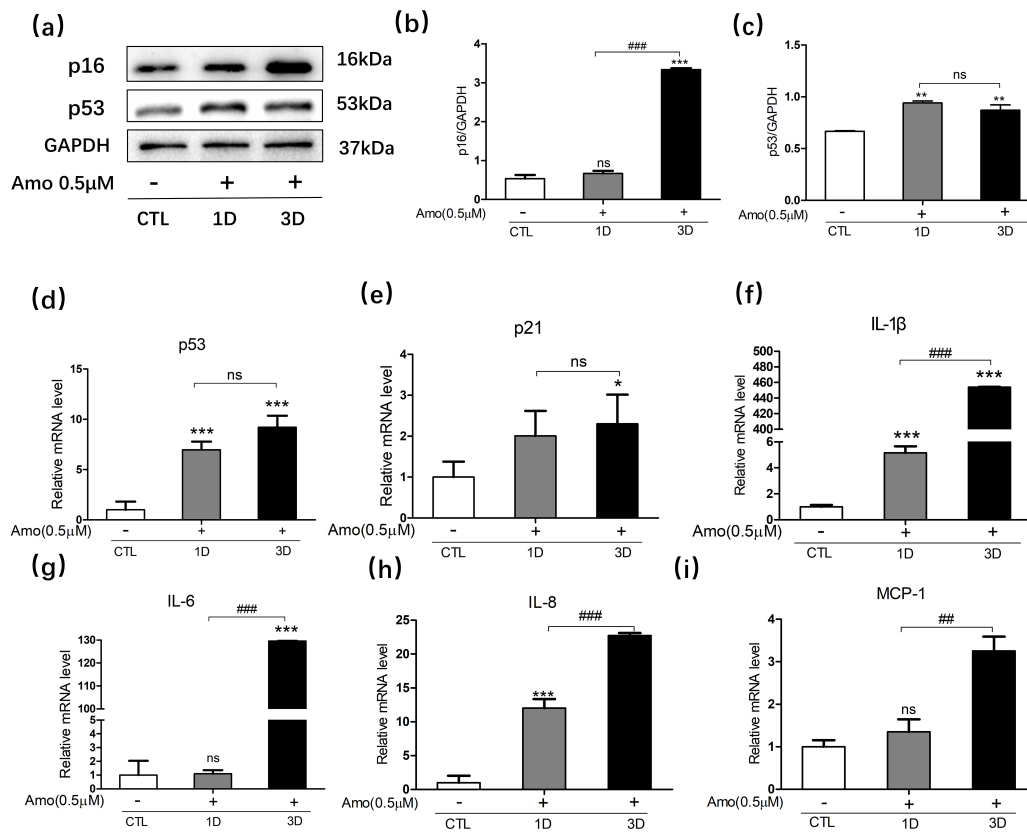 (a)
p16
16kDa
p53
53kDa
GAPDH
37kDa
Amo 0.5μM
- + +
CTL 1D 3D
(b)
p16/GAPDH
4
3
2
1
0
###
***
ns
Amo(0.5μM)
- + +
CTL 1D 3D
(c)
p53/GAPDH
1.5
1.0
0.5
0.0
ns
** **
Amo(0.5μM)
- + +
CTL 1D 3D
(d)
p53
Relative mRNA level
15
10
5
0
ns
*** ***
Amo(0.5μM)
- + +
CTL 1D 3D
(e)
p21
Relative mRNA level
4
3
2
1
0
ns
*
Amo(0.5μM)
- + +
CTL 1D 3D
(f)
IL-1β
Relative mRNA level
500
480
460
440
420
400
6
4
2
0
###
***
***
Amo(0.5μM)
- + +
CTL 1D 3D
(g)
IL-6
Relative mRNA level
130
120
110
100
5
4
3
2
1
0
###
***
ns
Amo(0.5μM)
- + +
CTL 1D 3D
(h)
IL-8
Relative mRNA level
25
20
15
10
5
0
###
***
Amo(0.5μM)
- + +
CTL 1D 3D
(i)
MCP-1
Relative mRNA level
4
3
2
1
0
##
ns
Amo(0.5μM)
- + +
CTL 1D 3D